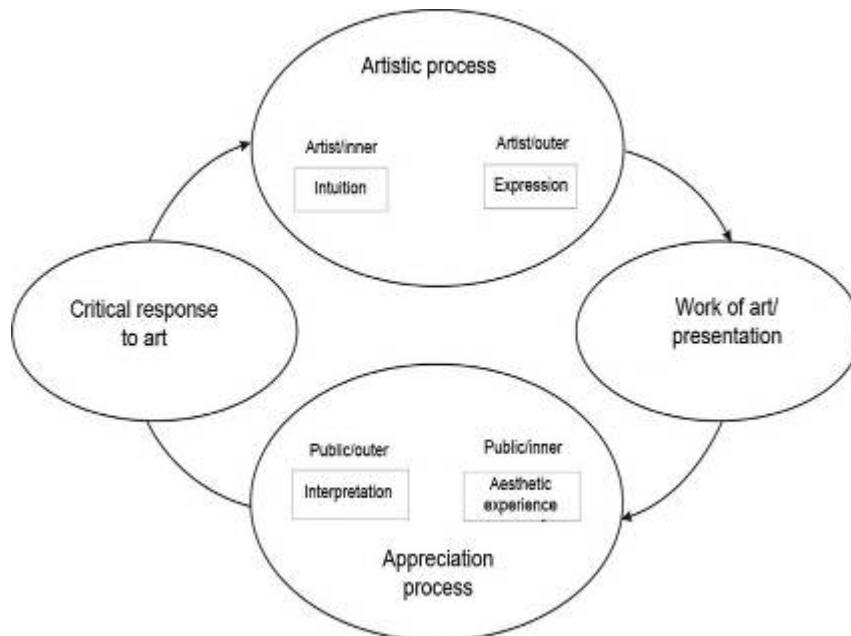 Artistic process
Artist/inner
Artist/outer
Intuition
Expression
Critical response
to art
Work of art/
presentation
Public/outer
Public/inner
Interpretation
Aesthetic
experience
Appreciation
process